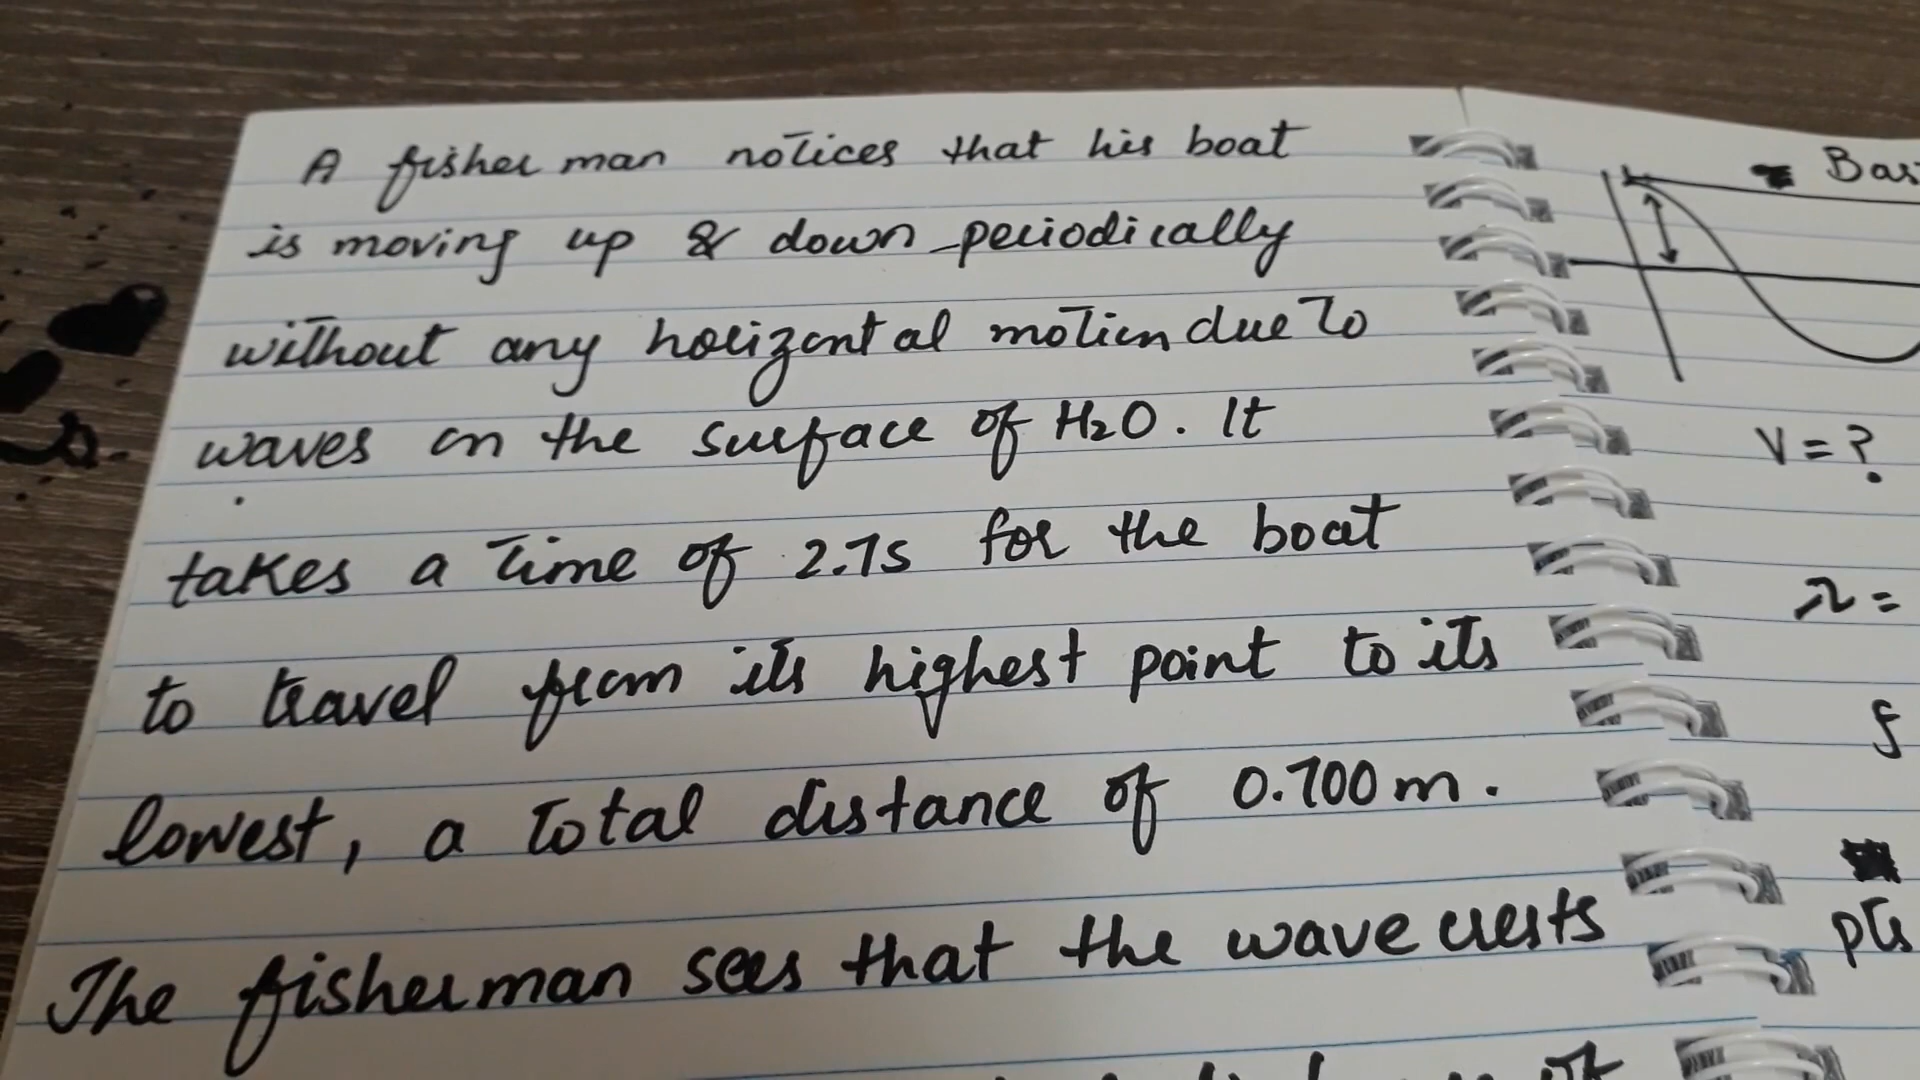 A fisherman notices that his boat
is moving up & down periodically
without any horizontal motion due to
waves on the surface of H2O. It
takes a time of 2.7s for the boat
to travel from its highest point to its
lowest, a total distance of 0.700 m.
The fisherman sees that the wave crests
V = ?
λ =
f
pts